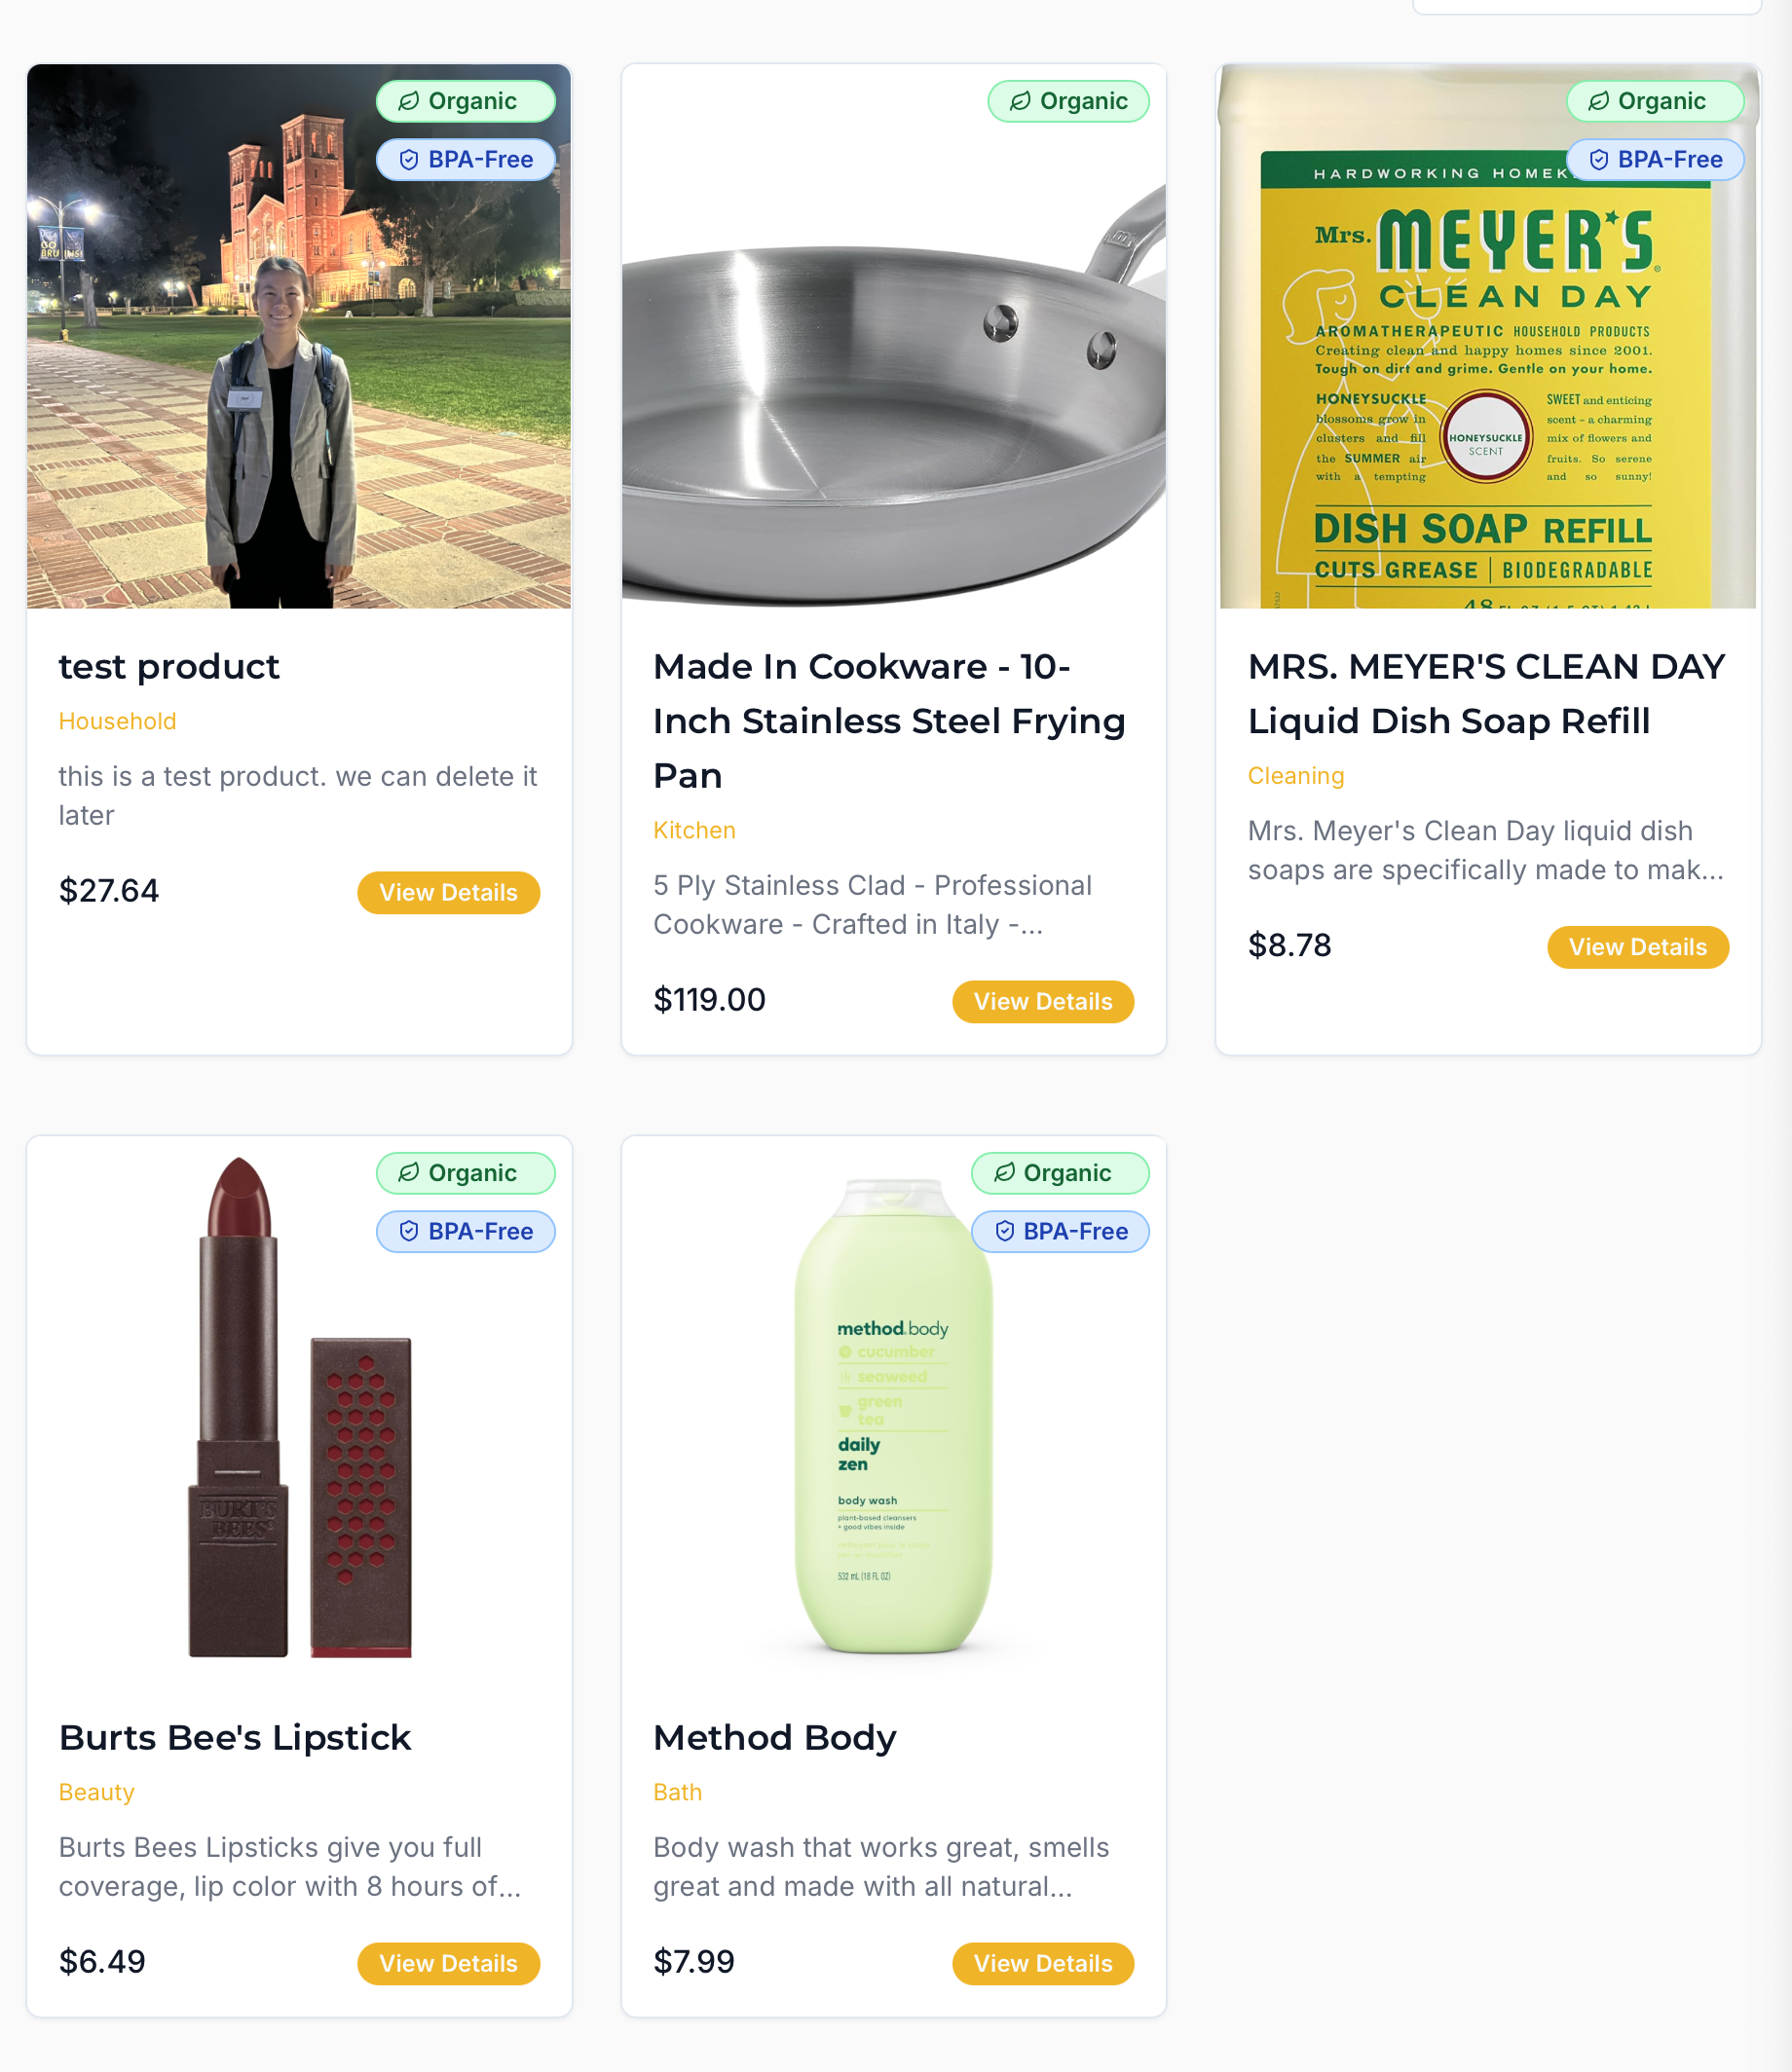 Organic
BPA-Free
GO
BRUINS!
test product
Household
this is a test product. we can delete it
later
$27.64
View Details
Organic
Made In Cookware - 10-
Inch Stainless Steel Frying
Pan
Kitchen
5 Ply Stainless Clad - Professional
Cookware - Crafted in Italy -...
$119.00
View Details
Organic
BPA-Free
HARDWORKING
Mrs. MEYER'S®
CLEAN DAY
AROMATHERAPEUTIC HOUSEHOLD PRODUCTS
Creating clean and happy homes since 2001.
Tough on dirt and grime. Gentle on your home.
HONEYSUCKLE
blossoms grow in
clusters and fill
the SUMMER air
with a tempting
HONEYSUCKLE
SCENT
SWEET and enticing
scent - a charming
mix of flowers and
fruits. So serene
and so sunny!
DISH SOAP REFILL
CUTS GREASE | BIODEGRADABLE
MRS. MEYER'S CLEAN DAY
Liquid Dish Soap Refill
Cleaning
Mrs. Meyer's Clean Day liquid dish
soaps are specifically made to mak...
$8.78
View Details
Organic
BPA-Free
BURT'S
BEES®
Burts Bee's Lipstick
Beauty
Burts Bees Lipsticks give you full
coverage, lip color with 8 hours of...
$6.49
View Details
Organic
BPA-Free
method.body
cucumber
seaweed
green
tea
daily
zen
body wash
plant-based cleansers
+ good vibes inside
532 mL (18 FL OZ)
Method Body
Bath
Body wash that works great, smells
great and made with all natural...
$7.99
View Details